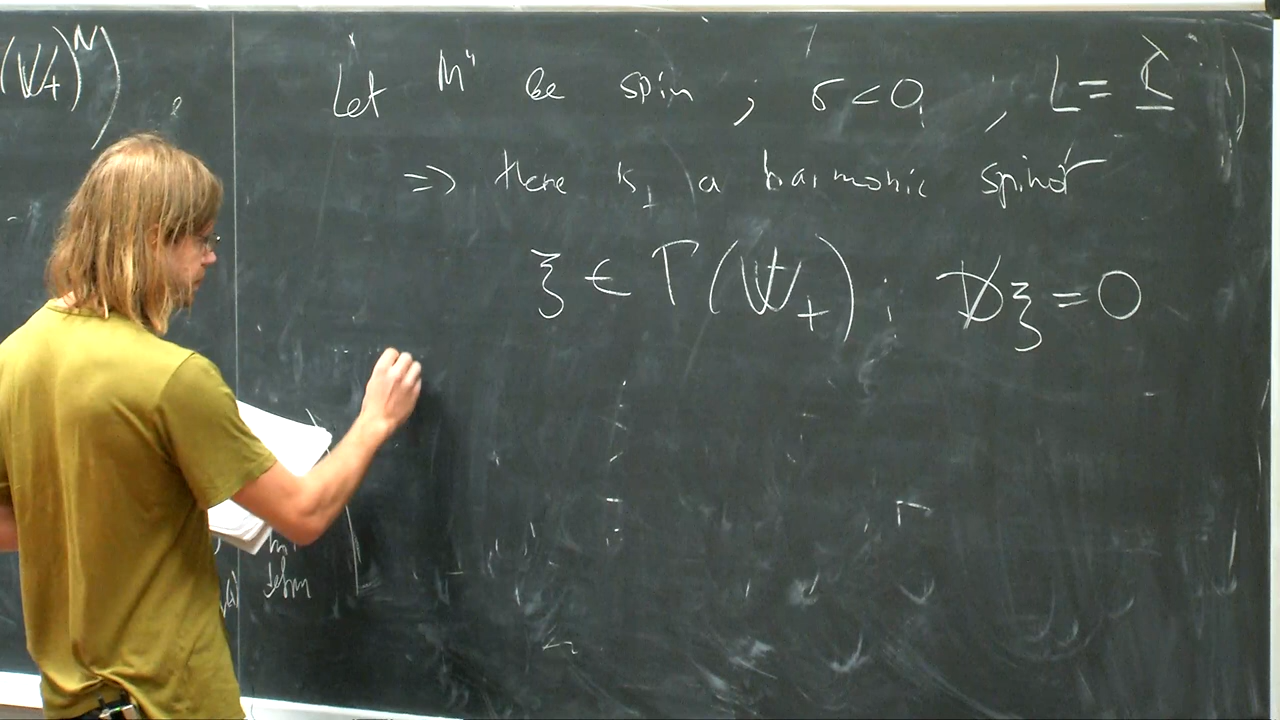 (𝓦₊)ᴺ)
Let M⁴ be spin, σ<0, L=ℂ
⇒ there is a harmonic spinor
ξ ∈ Γ(W₊); D̸ξ=0